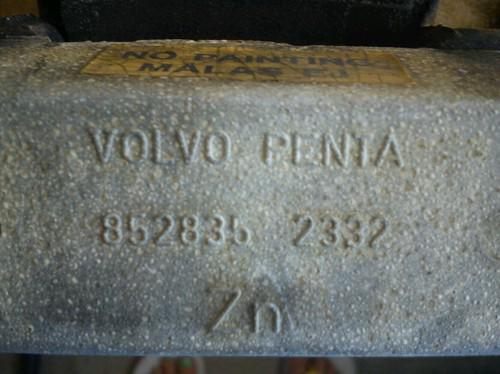 NO PAINTING
MÅLAS EJ
VOLVO PENTA
852835 2332
Zn